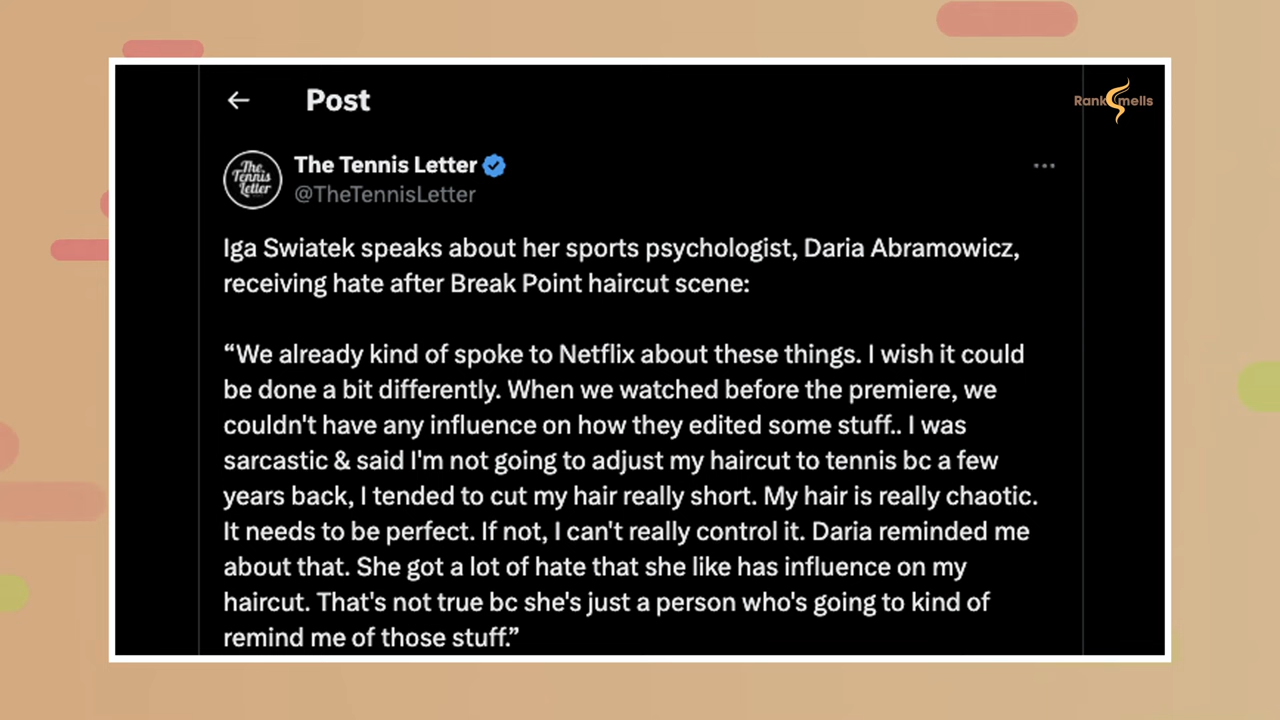 Post
RankSmells
The Tennis Letter
The Tennis Letter
@TheTennisLetter
Iga Swiatek speaks about her sports psychologist, Daria Abramowicz,
receiving hate after Break Point haircut scene:
“We already kind of spoke to Netflix about these things. I wish it could
be done a bit differently. When we watched before the premiere, we
couldn't have any influence on how they edited some stuff.. I was
sarcastic & said I'm not going to adjust my haircut to tennis bc a few
years back, I tended to cut my hair really short. My hair is really chaotic.
It needs to be perfect. If not, I can't really control it. Daria reminded me
about that. She got a lot of hate that she like has influence on my
haircut. That's not true bc she's just a person who's going to kind of
remind me of those stuff.”